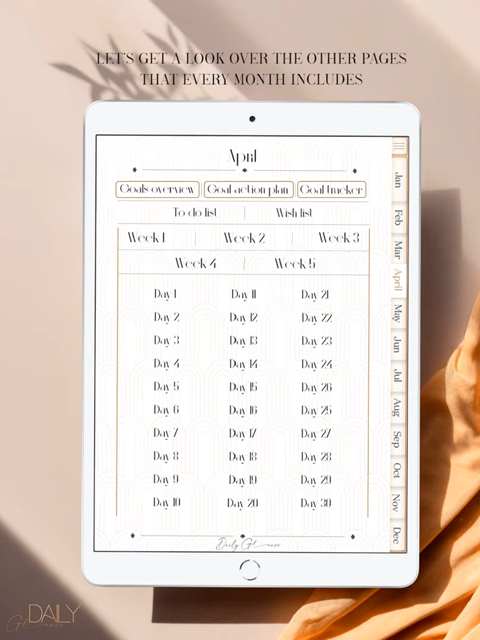 LET'S GET A LOOK OVER THE OTHER PAGES
THAT EVERY MONTH INCLUDES
April
Goals overview Goal action plan Goal tracker
To do list Wish list
Week 1 Week 2 Week 3
Week 4 Week 5
Day 1 Day 11 Day 21
Day 2 Day 12 Day 22
Day 3 Day 13 Day 23
Day 4 Day 14 Day 24
Day 5 Day 15 Day 26
Day 6 Day 16 Day 25
Day 7 Day 17 Day 27
Day 8 Day 18 Day 28
Day 9 Day 19 Day 29
Day 10 Day 20 Day 30
Daily
Jan
Feb
Mar
April
May
Jun
Jul
Aug
Sep
Oct
Nov
Dec
DAILY